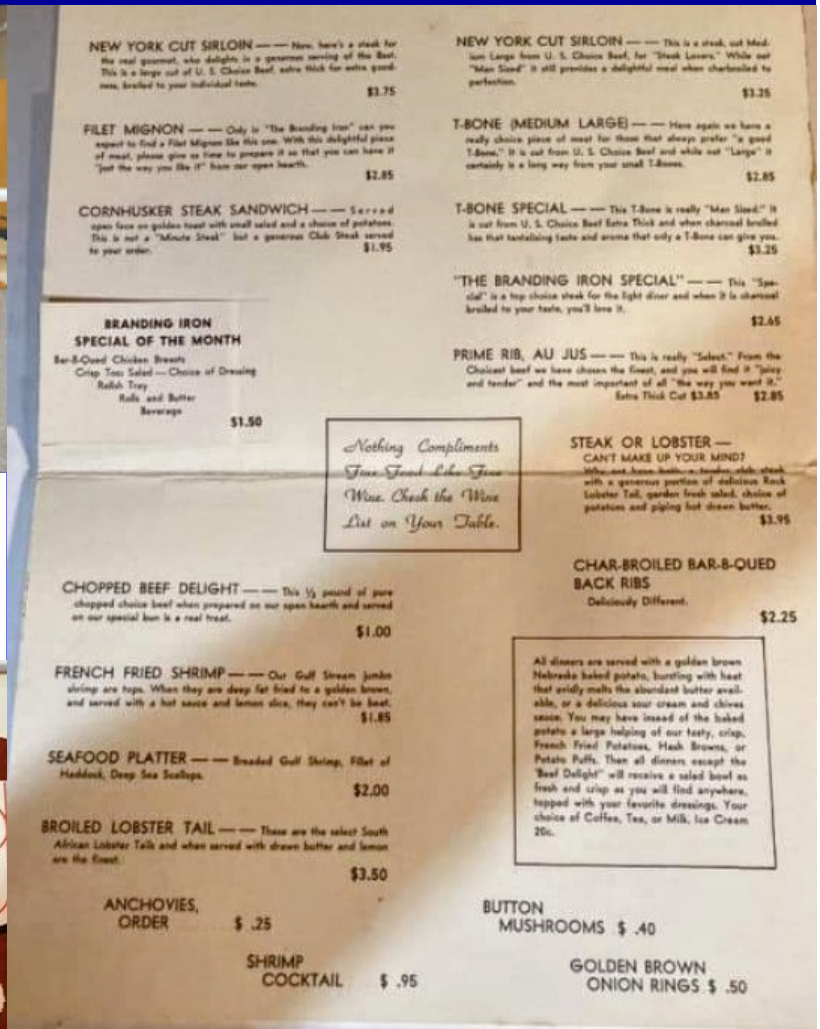 NEW YORK CUT SIRLOIN — — Now, here's a steak for
the real gourmet, who delights in a generous serving of the Best.
This is a large cut of U. S. Choice Beef, extra thick for extra good-
ness, broiled to your individual taste.
$3.75
FILET MIGNON — — Only in "The Branding Iron" can you
expect to find a Filet Mignon like this one. With this delightful piece
of meat, please give us time to prepare it so that you can have it
"just the way you like it" from our open hearth.
$2.85
CORNHUSKER STEAK SANDWICH — — Served
open face on golden toast with small salad and a choice of potatoes.
This is not a "Minute Steak" but a generous Club Steak served
to your order.
$1.95
BRANDING IRON
SPECIAL OF THE MONTH
Bar-B-Qued Chicken Breasts
Crisp Toss Salad — Choice of Dressing
Relish Tray
Rolls and Butter
Beverage
$1.50
NEW YORK CUT SIRLOIN — — This is a steak, cut Med-
ium Large from U. S. Choice Beef, for "Steak Lovers." While not
"Man Sized" it still provides a delightful meal when charbroiled to
perfection.
$3.25
T-BONE (MEDIUM LARGE) — — Here again we have a
really choice piece of meat for those that always prefer "a good
T-Bone." It is cut from U. S. Choice Beef and while not "Large" it
certainly is a long way from your small T-Bones.
$2.85
T-BONE SPECIAL — — This T-Bone is really "Man Sized." It
is cut from U. S. Choice Beef Extra Thick and when charcoal broiled
has that tantalizing taste and aroma that only a T-Bone can give you.
$3.25
"THE BRANDING IRON SPECIAL" — — This "Spe-
cial" is a top choice steak for the light diner and when it is charcoal
broiled to your taste, you'll love it.
$2.65
PRIME RIB, AU JUS — — This is really "Select." From the
Choicest beef we have chosen the finest, and you will find it "juicy
and tender" and the most important of all "the way you want it."
Extra Thick Cut $3.85 $2.85
Nothing Compliments
Fine Food Like Fine
Wine. Check the Wine
List on Your Table.
STEAK OR LOBSTER —
CAN'T MAKE UP YOUR MIND?
Why not have both, a tender club steak
with a generous portion of delicious Rock
Lobster Tail, garden fresh salad, choice of
potatoes and piping hot drawn butter.
$3.95
CHAR-BROILED BAR-B-QUED
BACK RIBS
Deliciously Different.
$2.25
CHOPPED BEEF DELIGHT — — This ⅓ pound of pure
chopped choice beef when prepared on our open hearth and served
on our special bun is a real treat.
$1.00
FRENCH FRIED SHRIMP — — Our Gulf Stream jumbo
shrimp are tops. When they are deep fat fried to a golden brown,
and served with a hot sauce and lemon slice, they can't be beat.
$1.85
SEAFOOD PLATTER — — Breaded Gulf Shrimp, Fillet of
Haddock, Deep Sea Scallops.
$2.00
BROILED LOBSTER TAIL — — These are the select South
African Lobster Tails and when served with drawn butter and lemon
are the finest.
$3.50
All dinners are served with a golden brown
Nebraska baked potato, bursting with heat
that avidly melts the abundant butter avail-
able, or a delicious sour cream and chives
sauce. You may have insead of the baked
potato a large helping of our tasty, crisp,
French Fried Potatoes, Hash Browns, or
Potato Puffs. Then all dinners except the
"Beef Delight" will receive a salad bowl as
fresh and crisp as you will find anywhere,
topped with your favorite dressings. Your
choice of Coffee, Tea, or Milk. Ice Cream
20c.
ANCHOVIES,
ORDER $ .25
SHRIMP
COCKTAIL $ .95
BUTTON
MUSHROOMS $ .40
GOLDEN BROWN
ONION RINGS $ .50